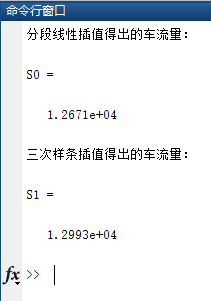 命令行窗口
分段线性插值得出的车流量：
S0 =
1.2671e+04
三次样条插值得出的车流量：
S1 =
1.2993e+04
fx >>